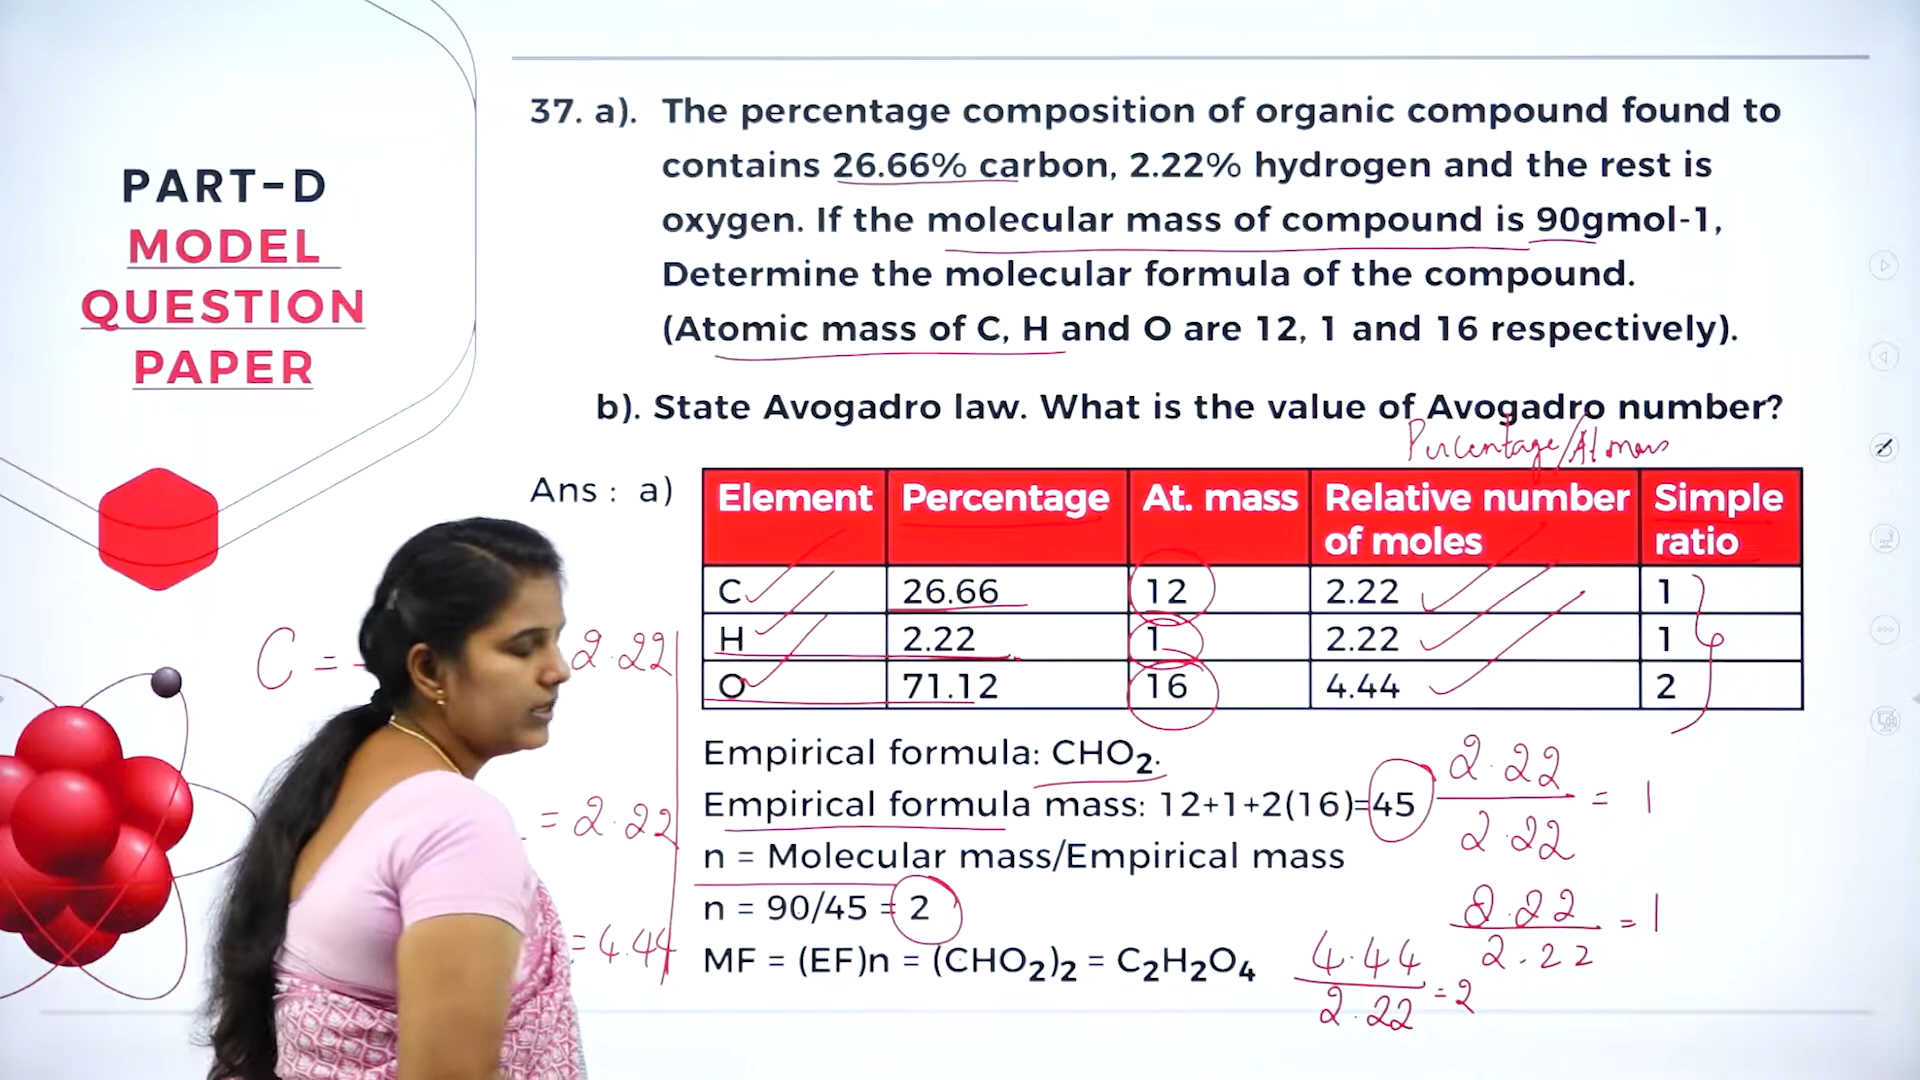 PART-D
MODEL
QUESTION
PAPER
37. a). The percentage composition of organic compound found to
contains 26.66% carbon, 2.22% hydrogen and the rest is
oxygen. If the molecular mass of compound is 90gmol-1,
Determine the molecular formula of the compound.
(Atomic mass of C, H and O are 12, 1 and 16 respectively).
b). State Avogadro law. What is the value of Avogadro number?
Percentage/At mass
Ans : a)
Element Percentage At. mass Relative number of moles Simple ratio
C 26.66 12 2.22 1
H 2.22 1 2.22 1
O 71.12 16 4.44 2
C = 2.22
= 2.22
= 4.44
Empirical formula: CHO₂.
Empirical formula mass: 12+1+2(16)=45
n = Molecular mass/Empirical mass
n = 90/45 = 2
MF = (EF)n = (CHO₂)₂ = C₂H₂O₄
2.22
2.22 = 1
2.22
2.22 = 1
4.44
2.22 = 2